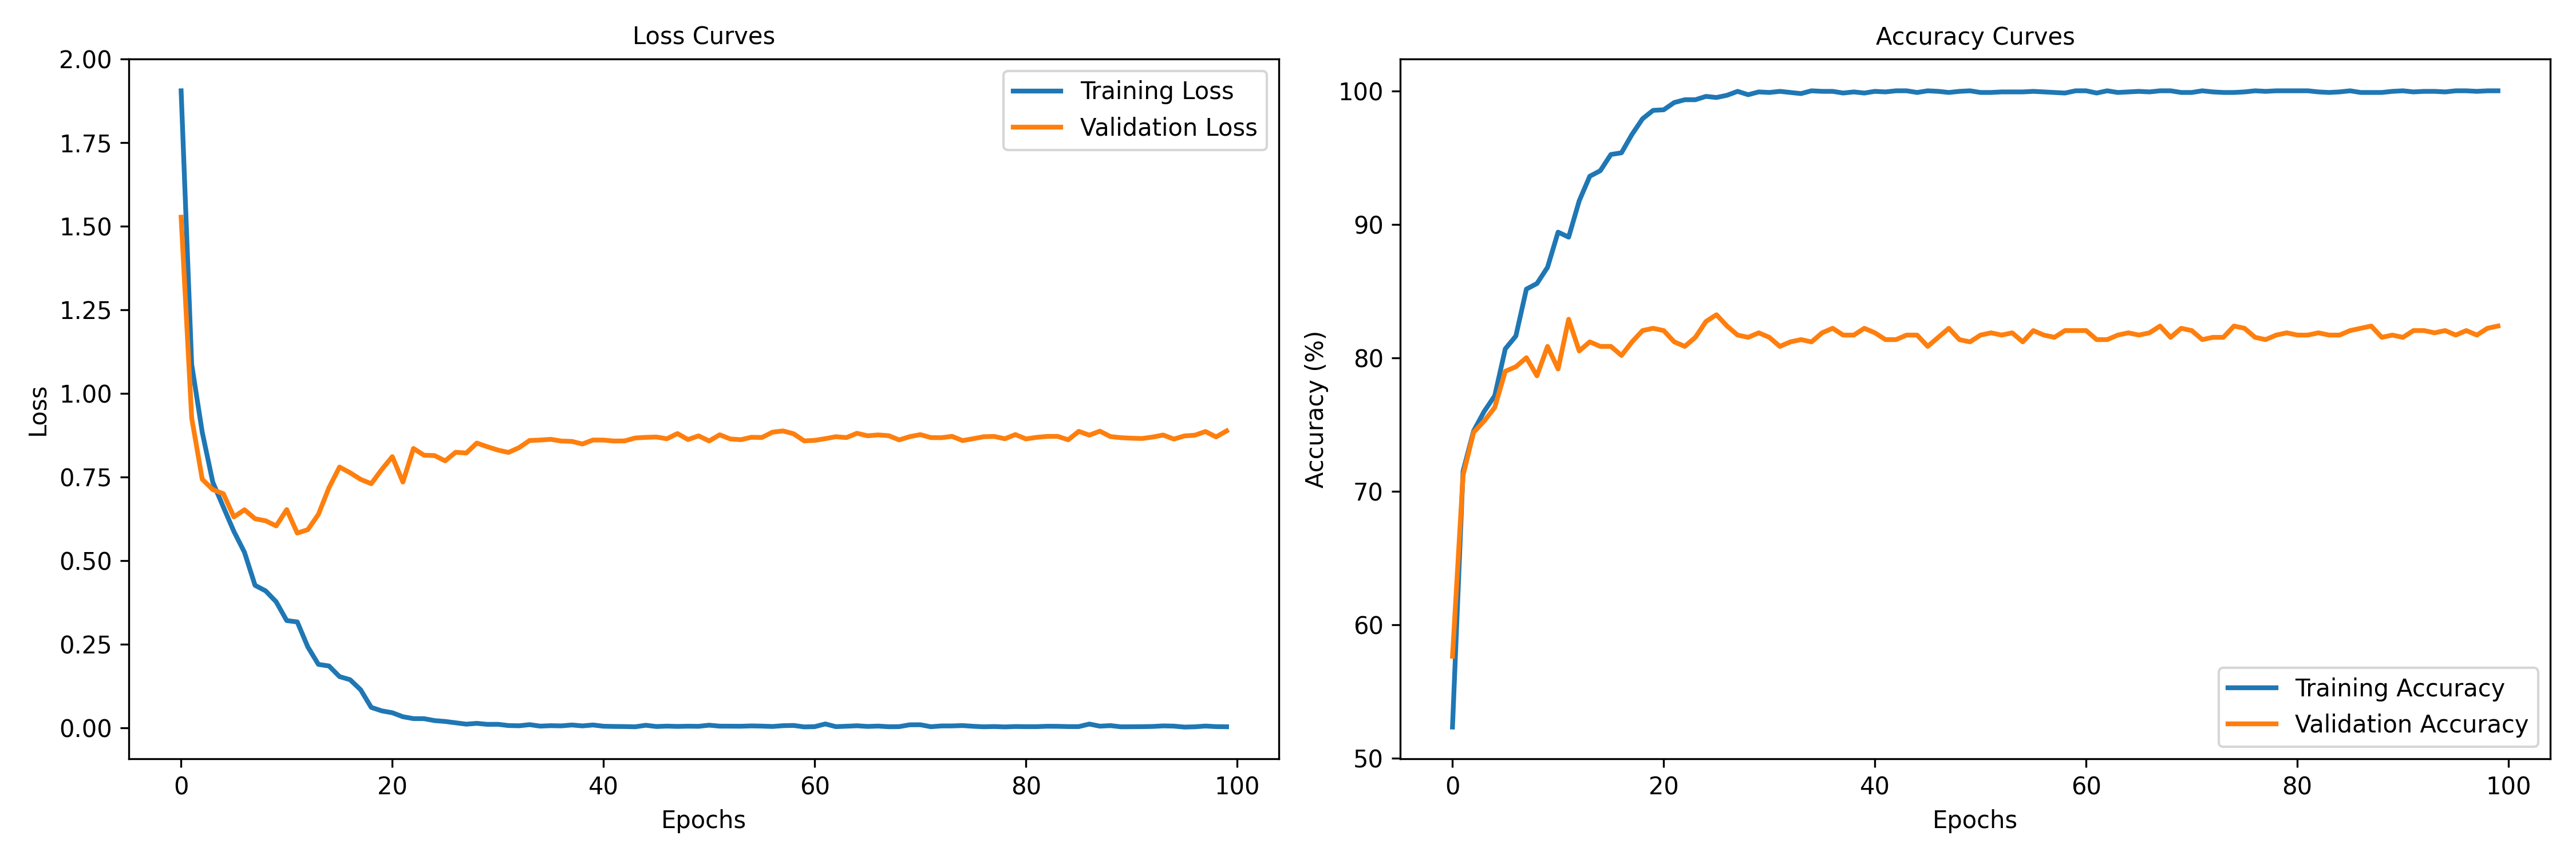 Loss Curves
2.00
1.75
1.50
1.25
1.00
0.75
0.50
0.25
0.00
Loss
0 20 40 60 80 100
Epochs
Training Loss
Validation Loss
Accuracy Curves
100
90
80
70
60
50
Accuracy (%)
0 20 40 60 80 100
Epochs
Training Accuracy
Validation Accuracy